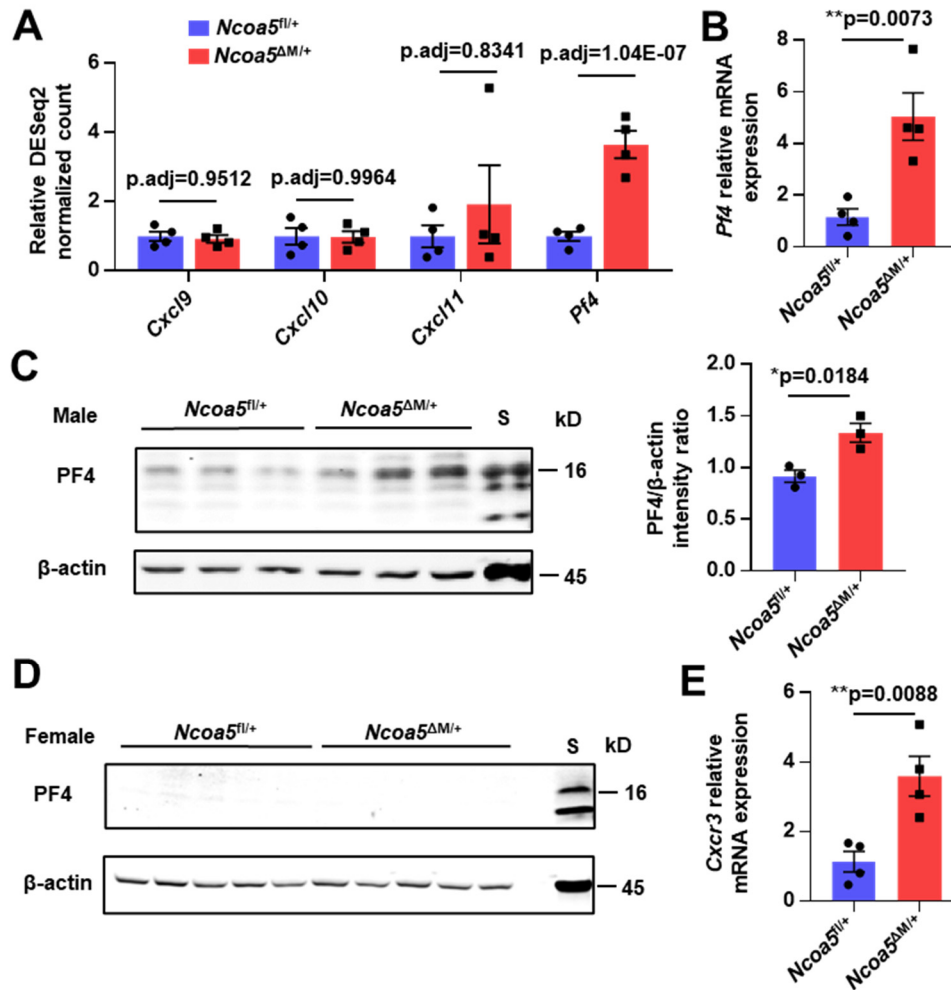 A
Ncoa5fl/+
Ncoa5ΔM/+
Relative DESeq2
normalized count
6
4
2
0
p.adj=0.9512
p.adj=0.9964
p.adj=0.8341
p.adj=1.04E-07
Cxcl9
Cxcl10
Cxcl11
Pf4
B
**p=0.0073
Pf4 relative mRNA
expression
8
6
4
2
0
Ncoa5fl/+
Ncoa5ΔM/+
C
Male
Ncoa5fl/+
Ncoa5ΔM/+
S
kD
PF4
16
β-actin
45
*p=0.0184
PF4/β-actin
intensity ratio
2.0
1.5
1.0
0.5
0.0
Ncoa5fl/+
Ncoa5ΔM/+
D
Female
Ncoa5fl/+
Ncoa5ΔM/+
S
kD
PF4
16
β-actin
45
E
**p=0.0088
Cxcr3 relative
mRNA expression
6
4
2
0
Ncoa5fl/+
Ncoa5ΔM/+